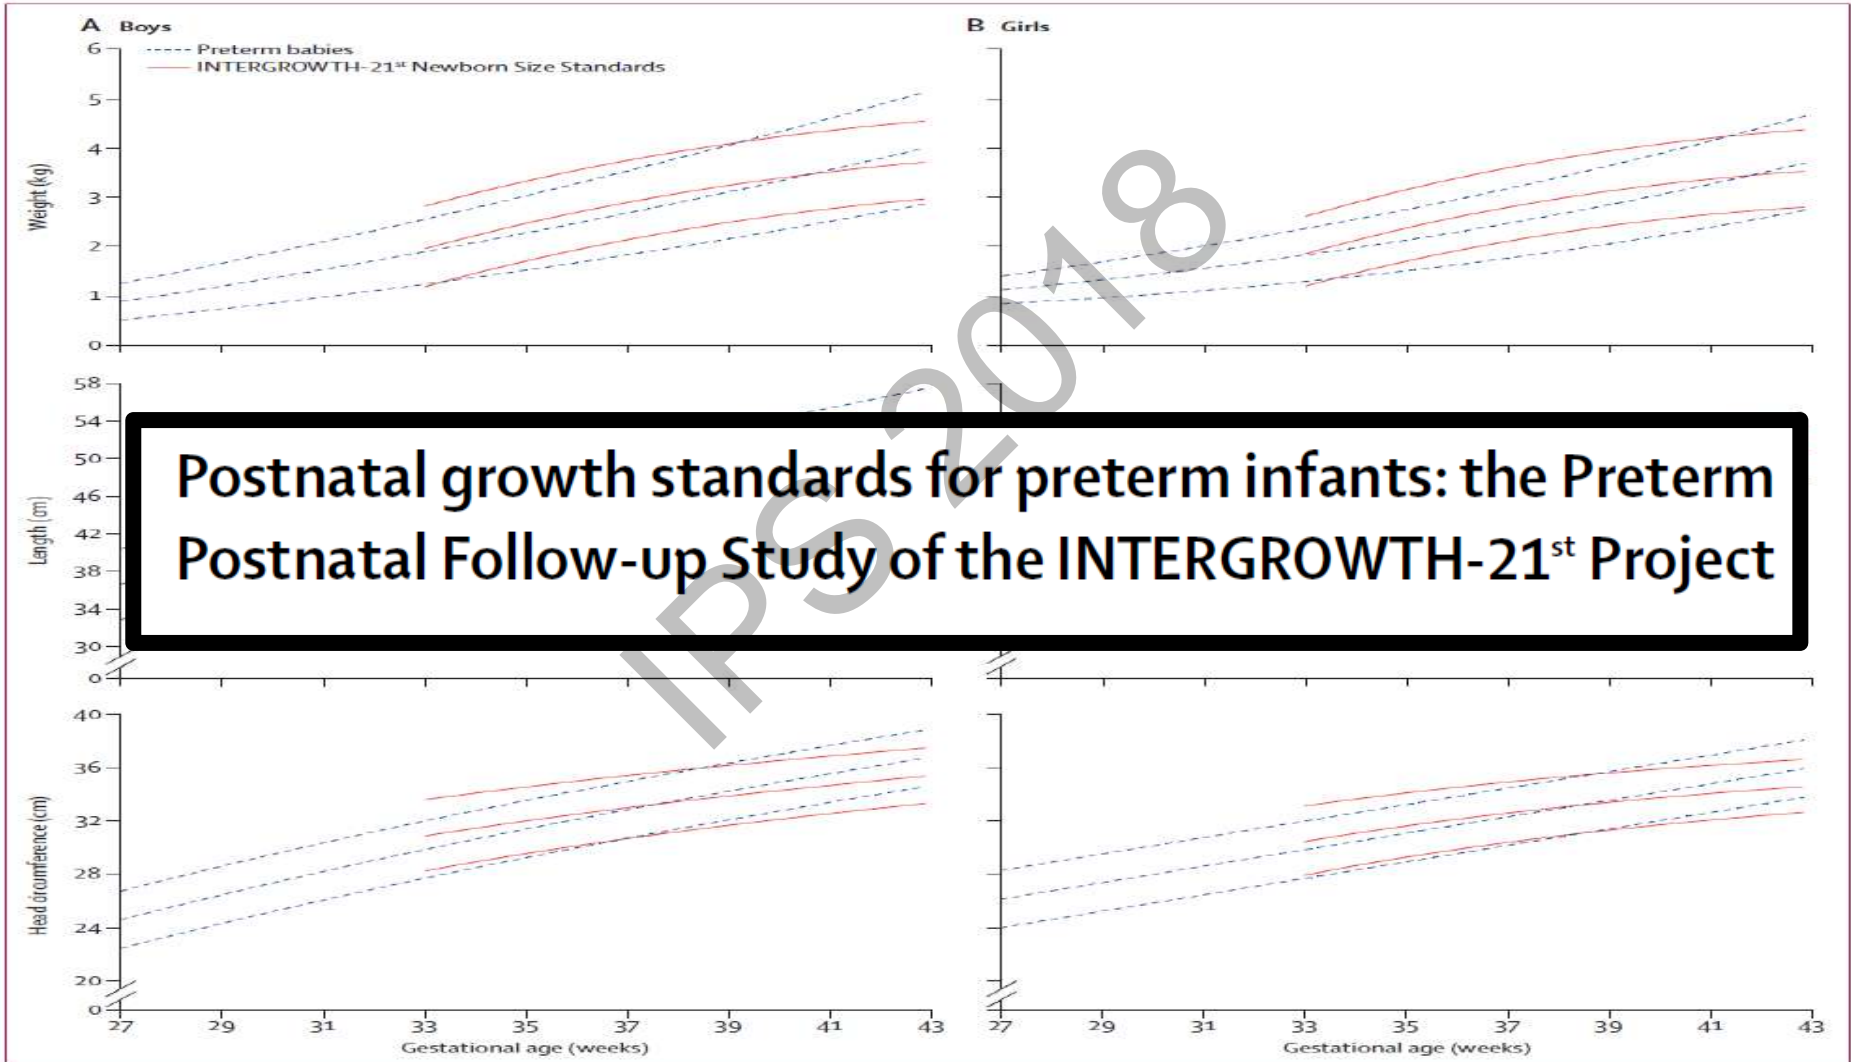 A Boys
B Girls
Preterm babies
INTERGROWTH-21st Newborn Size Standards
6
5
4
3
2
1
0
Weight (kg)
58
54
50
46
42
38
34
30
0
Length (cm)
Postnatal growth standards for preterm infants: the Preterm
Postnatal Follow-up Study of the INTERGROWTH-21st Project
IPS 2018
40
36
32
28
24
20
0
Head circumference (cm)
27 29 31 33 35 37 39 41 43
Gestational age (weeks)
27 29 31 33 35 37 39 41 43
Gestational age (weeks)